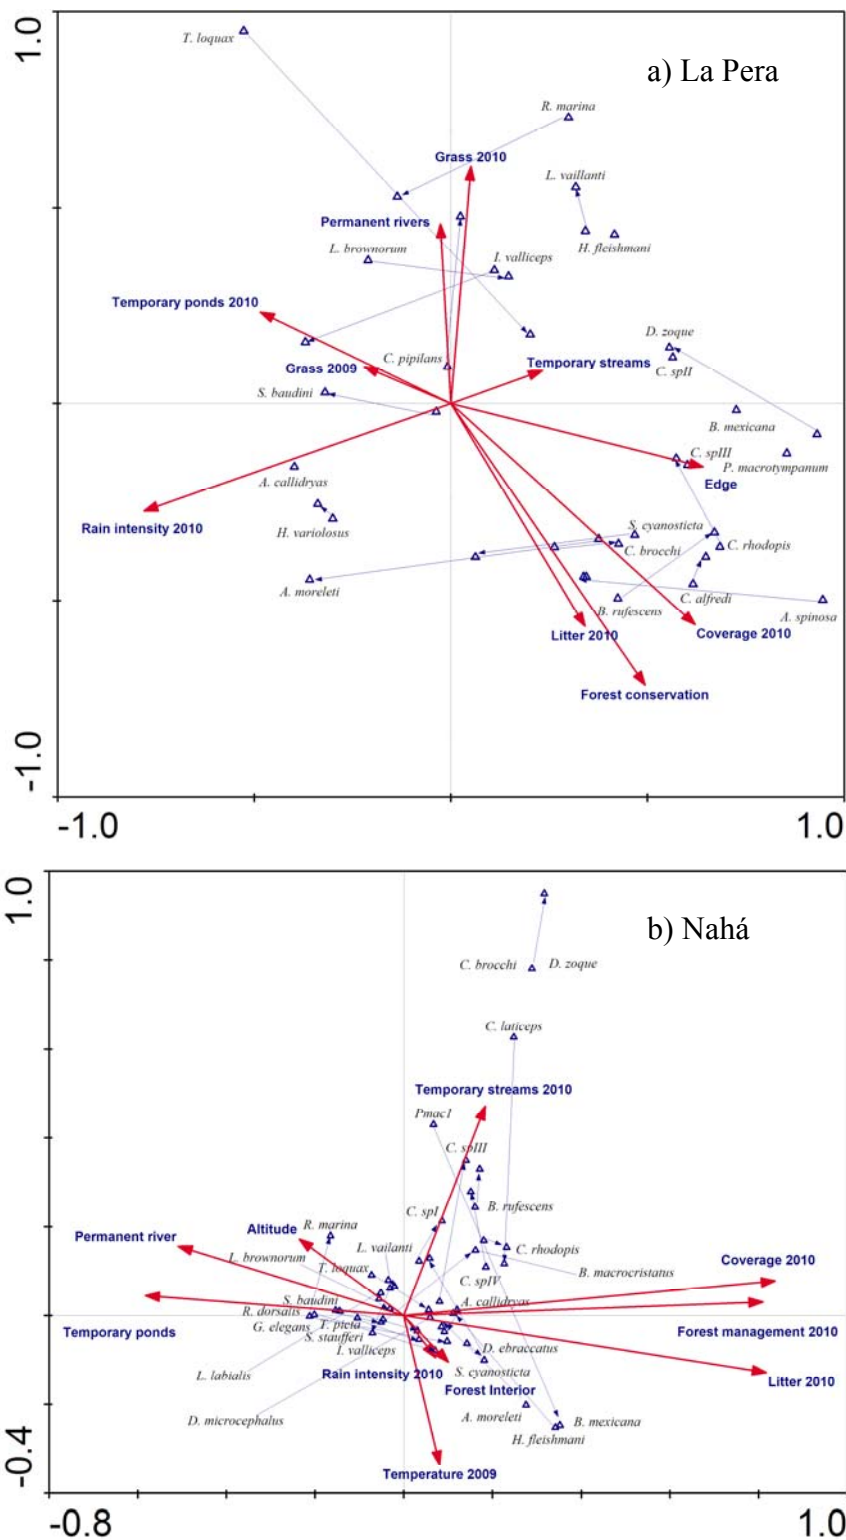 1.0
T. loquax
a) La Pera
R. marina
Grass 2010
L. vaillanti
Permanent rivers
H. fleishmani
L. brownorum
I. valliceps
Temporary ponds 2010
D. zoque
C. pipilans
Temporary streams
Grass 2009
C. spII
S. baudini
B. mexicana
C. spIII
P. macrotympanum
A. callidryas
Edge
Rain intensity 2010
H. variolosus
S. cyanosticta
C. brocchi
C. rhodopis
A. moreleti
C. alfredi
B. rufescens
A. spinosa
Litter 2010
Coverage 2010
Forest conservation
-1.0
-1.0
1.0
1.0
b) Nahá
C. brocchi
D. zoque
C. laticeps
Temporary streams 2010
Pmac1
C. spIII
B. rufescens
C. spI
R. marina
Altitude
Permanent river
L. vailanti
C. rhodopis
L. brownorum
T. loquax
C. spIV
B. macrocristatus
Coverage 2010
S. baudini
A. callidryas
R. dorsalis
G. elegans
T. picta
Temporary ponds
S. staufferi
Forest management 2010
I. valliceps
D. ebraccatus
L. labialis
Rain intensity 2010
S. cyanosticta
Litter 2010
Forest Interior
D. microcephalus
A. moreleti
B. mexicana
H. fleishmani
Temperature 2009
-0.4
-0.8
1.0